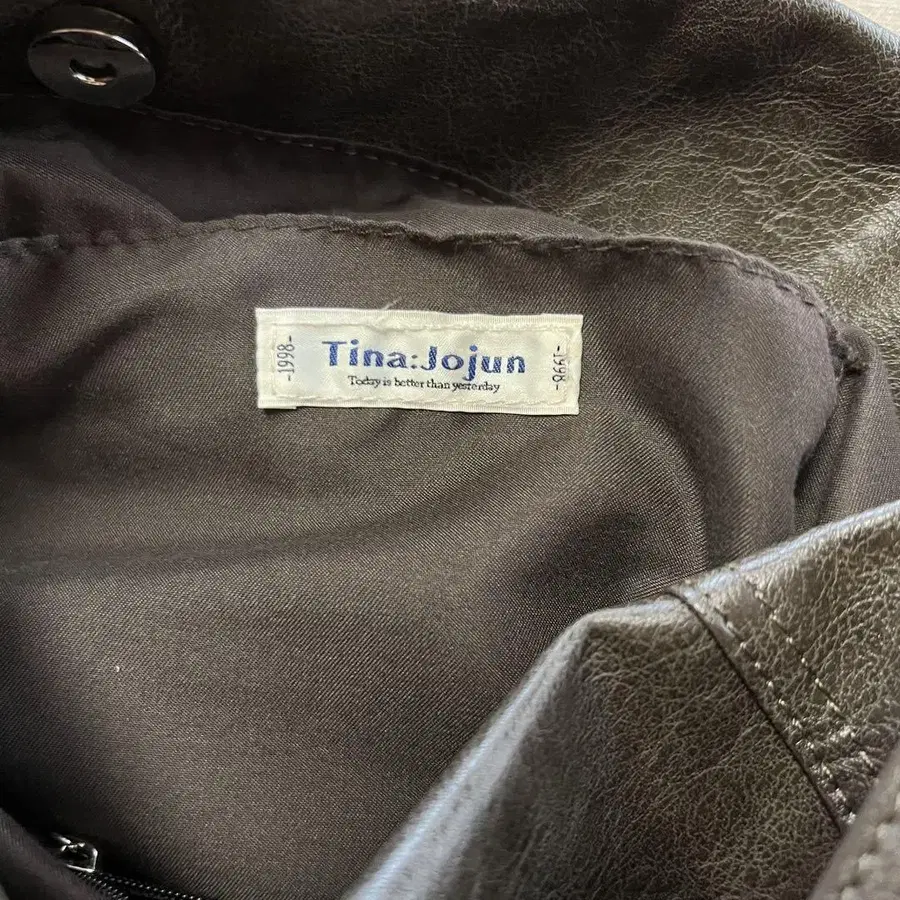 -1998-
Tina:Jojun
Today is better than yesterday
-1998-